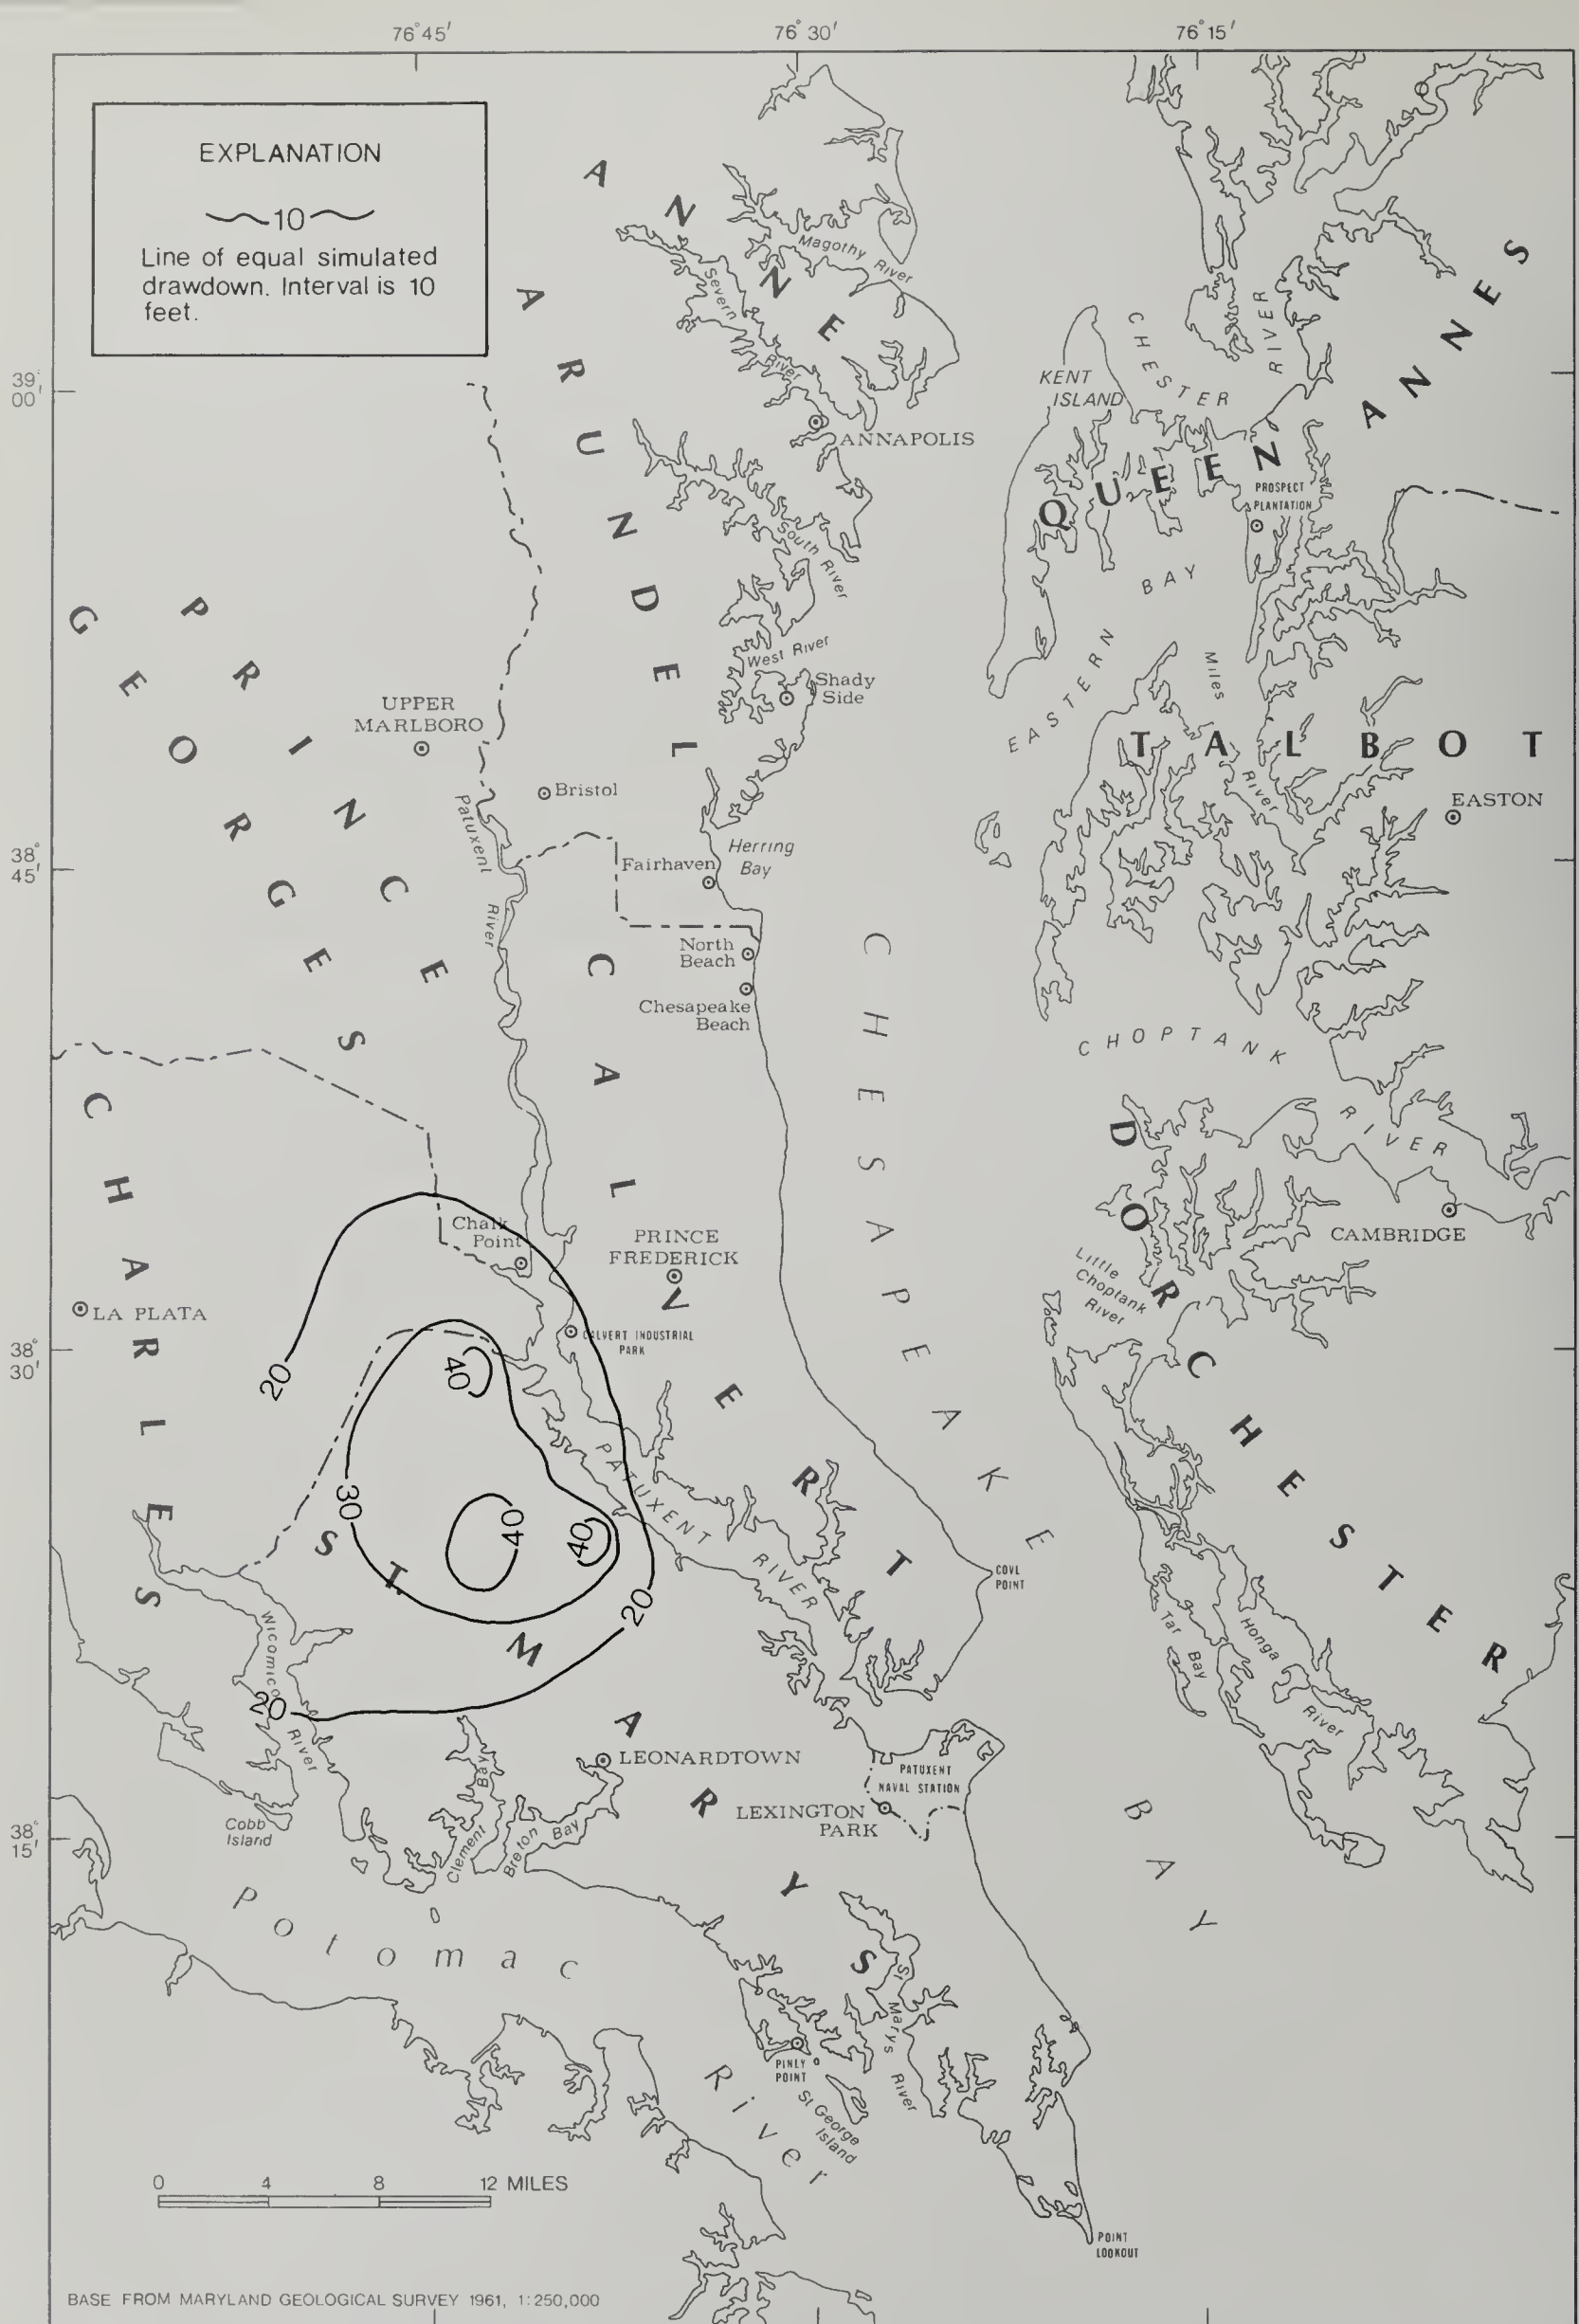 76°45' 76°30' 76°15'
EXPLANATION
10
Line of equal simulated
drawdown. Interval is 10
feet.
39°
00'
38°
45'
38°
30'
38°
15'
ANNE
ARUNDEL
Magothy River
Severn
River
ANNAPOLIS
South River
West River
Shady
Side
KENT
ISLAND
CHESTER
RIVER
QUEEN ANNES
PROSPECT
PLANTATION
EASTERN BAY
Miles
River
TALBOT
EASTON
PRINCE
GEORGES
UPPER
MARLBORO
Bristol
Patuxent
River
Fairhaven
Herring
Bay
North
Beach
Chesapeake
Beach
CALVERT
CHESAPEAKE
BAY
CHOPTANK
RIVER
DORCHESTER
CAMBRIDGE
Little
Choptank
River
CHARLES
Chalk
Point
PRINCE
FREDERICK
LA PLATA
CALVERT INDUSTRIAL
PARK
20
40
30
40
40
20
20
PATUXENT
RIVER
COVE
POINT
ST. MARYS
Wicomico
River
Tar
Bay
Honga
River
LEONARDTOWN
PATUXENT
NAVAL STATION
LEXINGTON
PARK
Cobb
Island
Clement
Bay
Breton Bay
Potomac
River
St
Marys
River
PINEY
POINT
St George
Island
0 4 8 12 MILES
POINT
LOOKOUT
BASE FROM MARYLAND GEOLOGICAL SURVEY 1961, 1:250,000